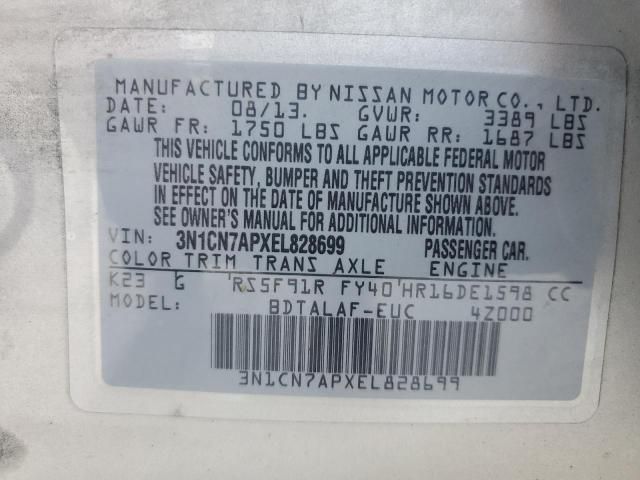 MANUFACTURED BY NISSAN MOTOR CO., LTD.
DATE: 08/13. GVWR: 3389 LBS
GAWR FR: 1750 LBS GAWR RR: 1687 LBS
THIS VEHICLE CONFORMS TO ALL APPLICABLE FEDERAL MOTOR
VEHICLE SAFETY, BUMPER AND THEFT PREVENTION STANDARDS
IN EFFECT ON THE DATE OF MANUFACTURE SHOWN ABOVE.
SEE OWNER'S MANUAL FOR ADDITIONAL INFORMATION.
VIN: 3N1CN7APXEL828699 PASSENGER CAR.
COLOR TRIM TRANS AXLE ENGINE
K23 G RS5F91R FY40 HR16DE1598 CC
MODEL: BDTALAF-EUC 4Z000
3N1CN7APXEL828699